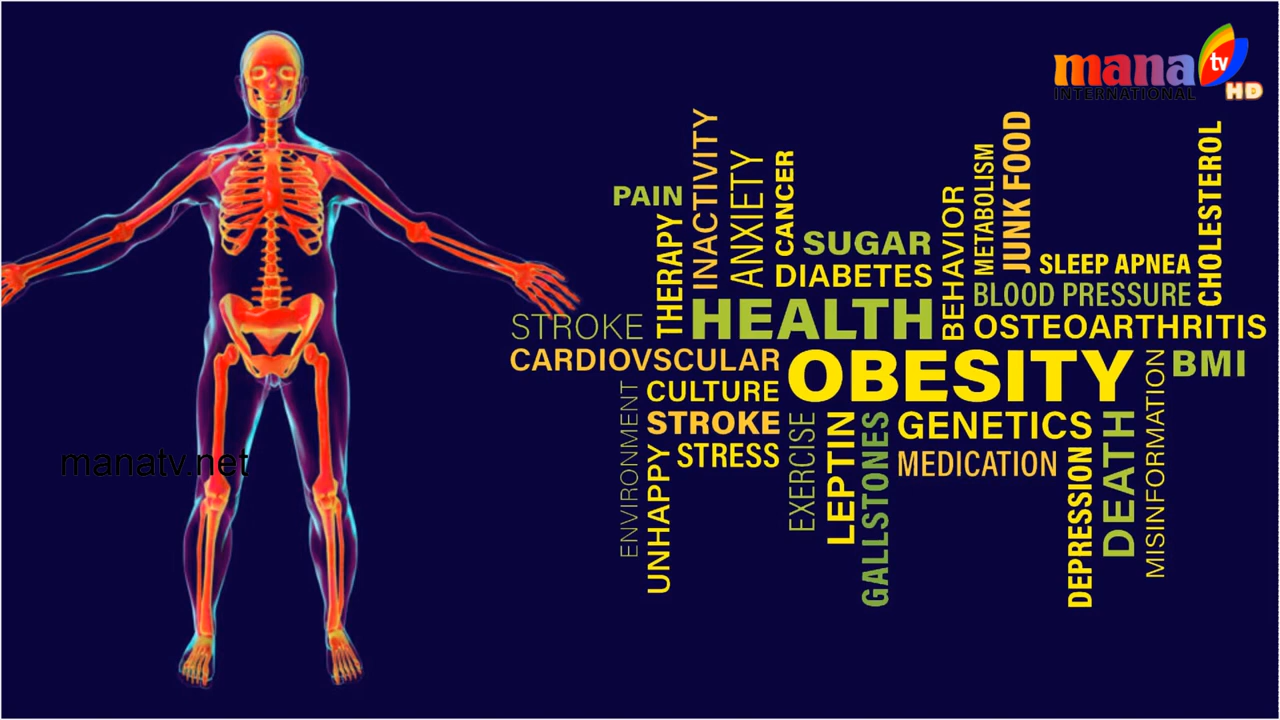 mana tv
INTERNATIONAL HD
INACTIVITY
JUNK FOOD
CHOLESTEROL
METABOLISM
ANXIETY
CANCER
PAIN
BEHAVIOR
THERAPY
SUGAR
SLEEP APNEA
DIABETES
BLOOD PRESSURE
HEALTH
STROKE
OSTEOARTHRITIS
CARDIOVSCULAR
OBESITY
BMI
MISINFORMATION
CULTURE
ENVIRONMENT
STROKE
EXERCISE
LEPTIN
GALLSTONES
GENETICS
DEATH
STRESS
UNHAPPY
MEDICATION
DEPRESSION
manatv.net